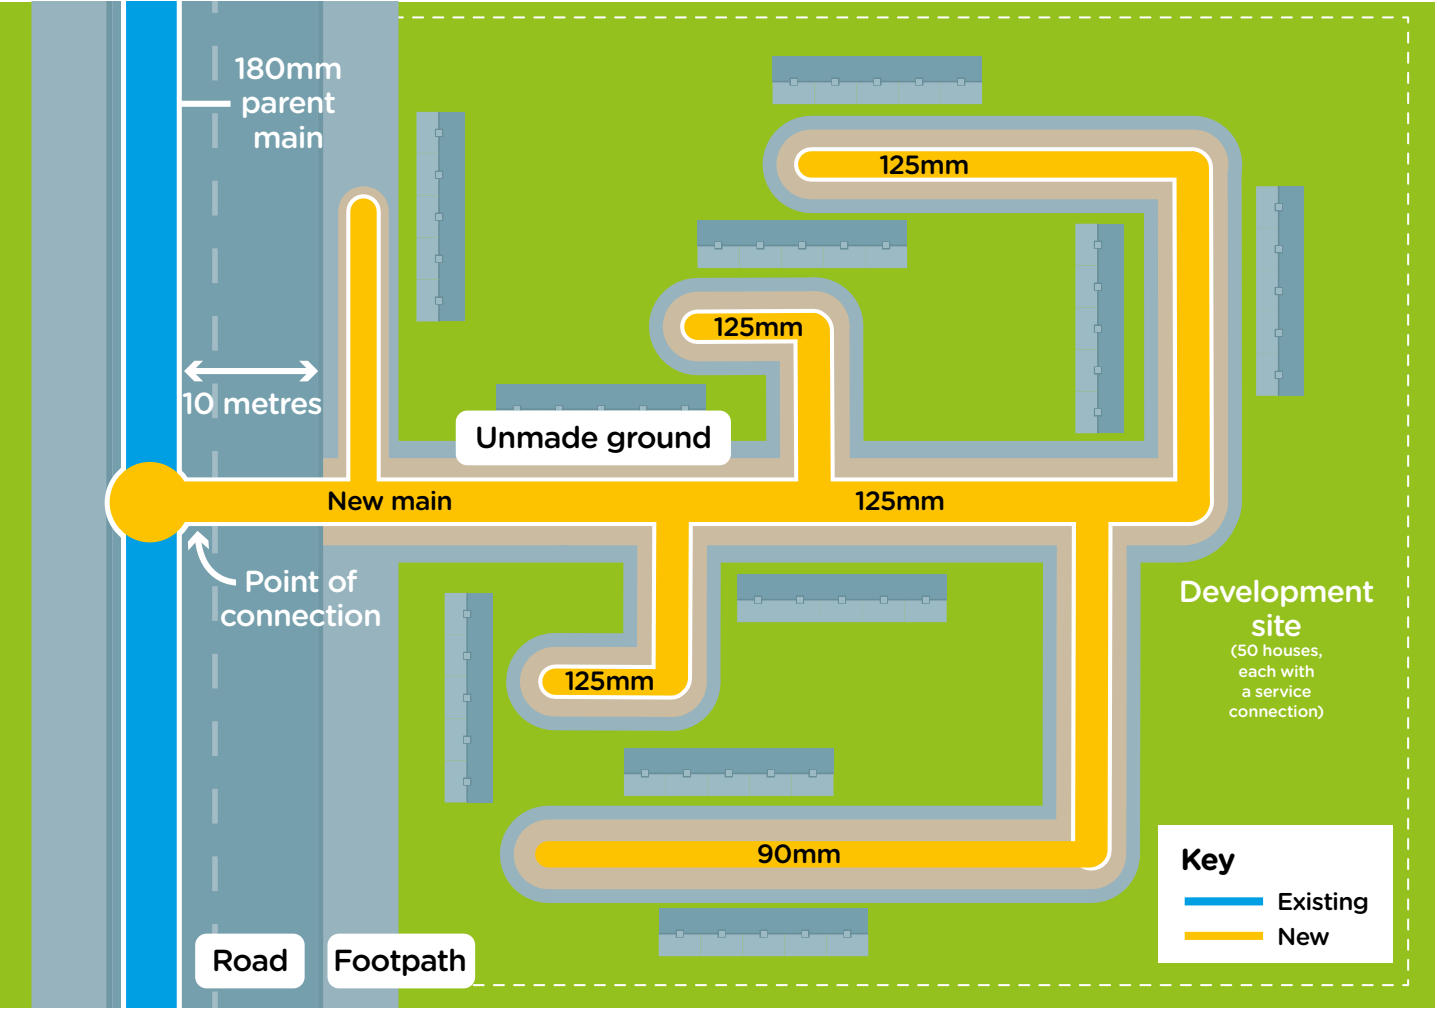 180mm
parent
main
125mm
125mm
10 metres
Unmade ground
New main
125mm
Point of
connection
Development
site
(50 houses,
each with
a service
connection)
125mm
90mm
Key
Existing
New
Road
Footpath